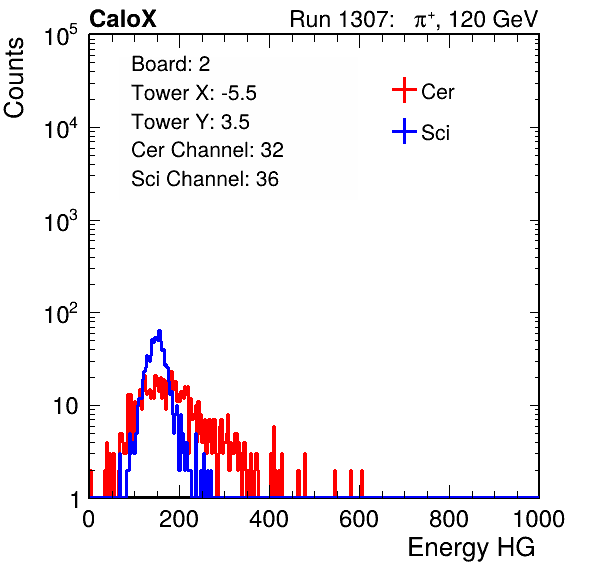 CaloX Run 1307: π⁺, 120 GeV
Counts
10⁵
10⁴
10³
10²
10
1
Board: 2
Tower X: -5.5
Tower Y: 3.5
Cer Channel: 32
Sci Channel: 36
Cer
Sci
0 200 400 600 800 1000
Energy HG